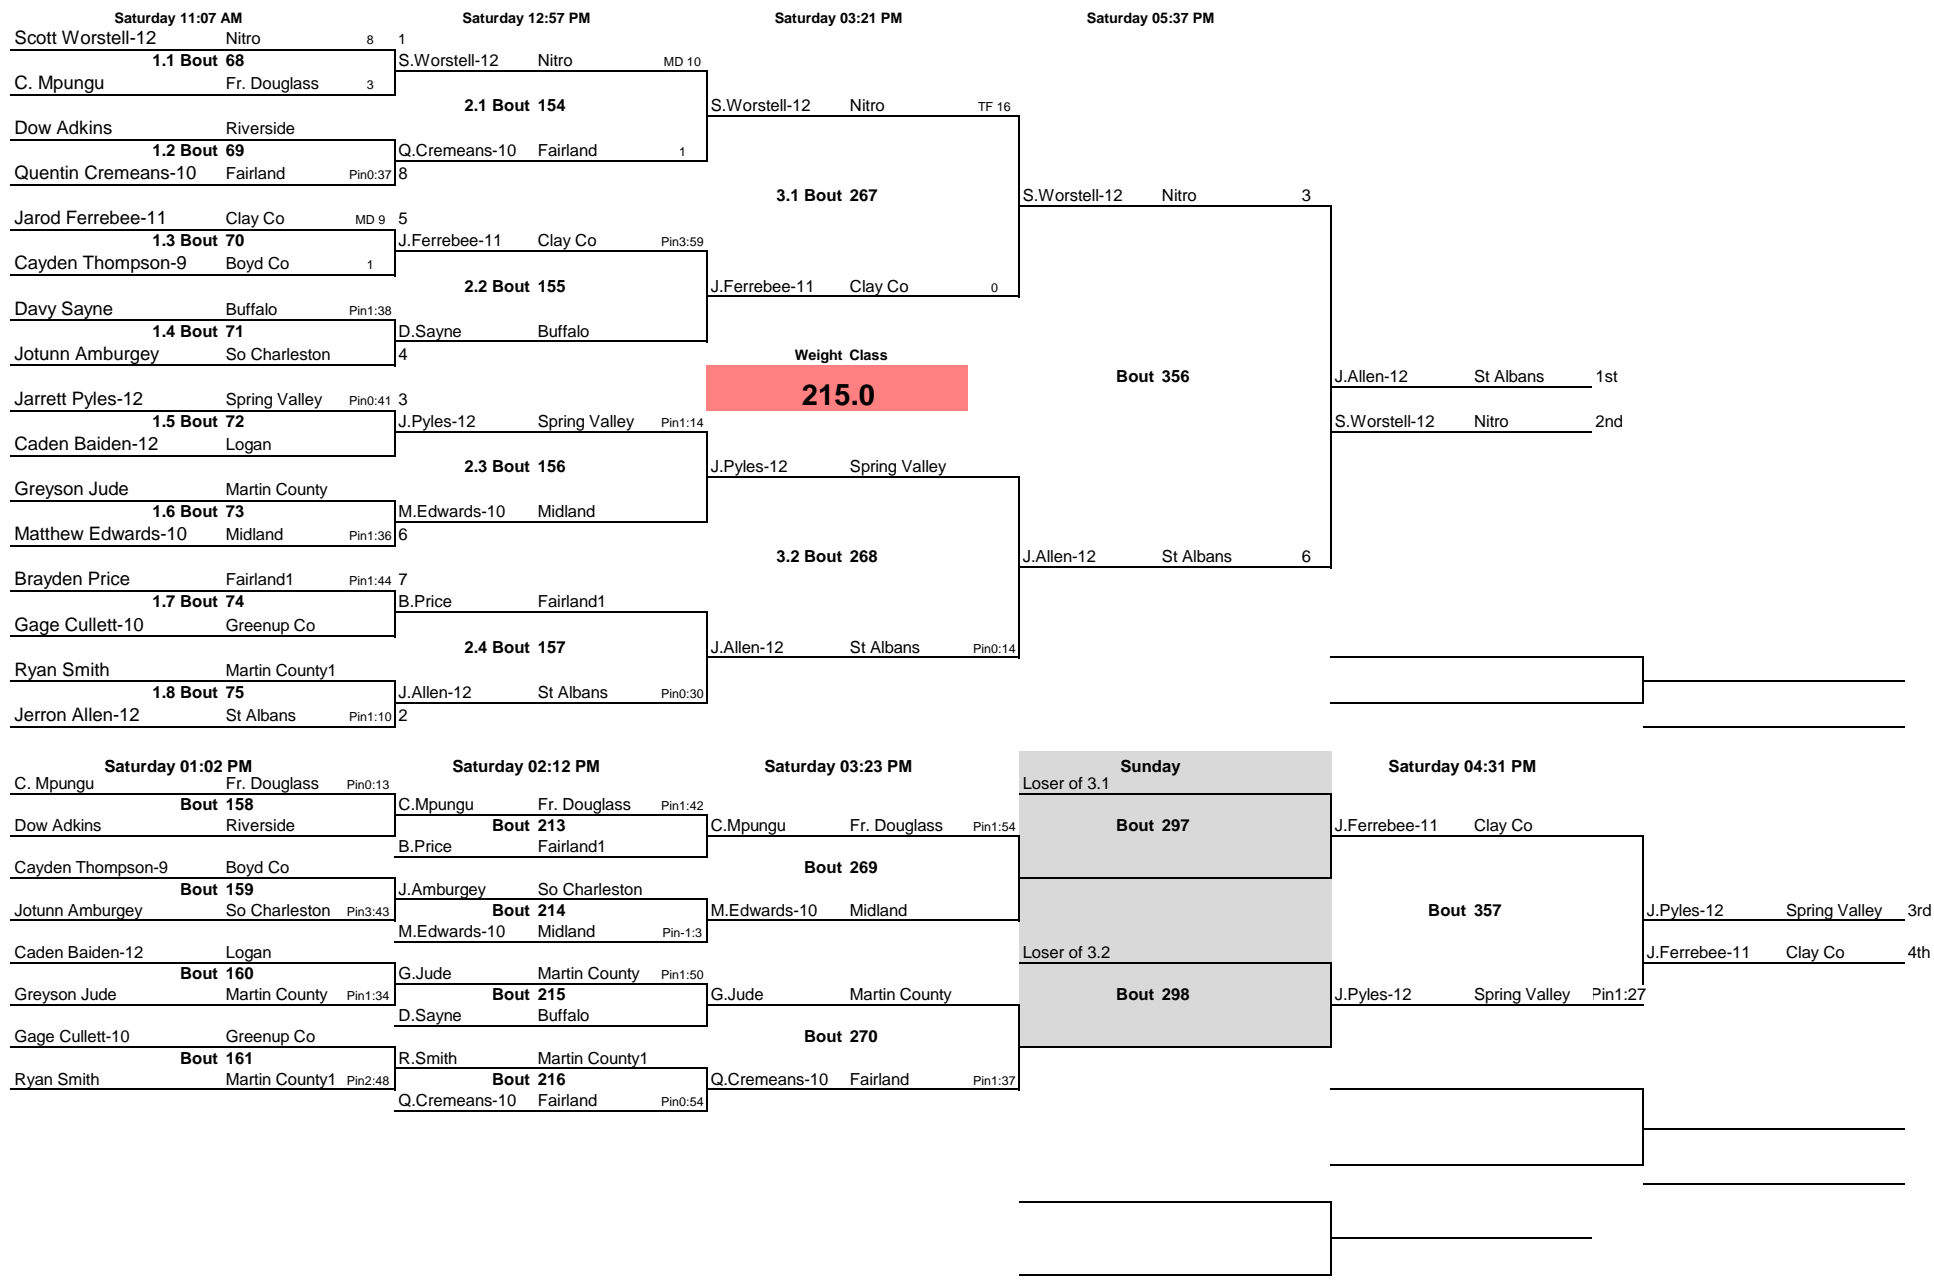 Saturday 11:07 AM Saturday 12:57 PM Saturday 03:21 PM Saturday 05:37 PM
Scott Worstell-12 Nitro 8 1
1.1 Bout 68 S.Worstell-12 Nitro MD 10
C. Mpungu Fr. Douglass 3
2.1 Bout 154 S.Worstell-12 Nitro TF 16
Dow Adkins Riverside
1.2 Bout 69 Q.Cremeans-10 Fairland 1
Quentin Cremeans-10 Fairland Pin0:37 8
3.1 Bout 267 S.Worstell-12 Nitro 3
Jarod Ferrebee-11 Clay Co MD 9 5
1.3 Bout 70 J.Ferrebee-11 Clay Co Pin3:59
Cayden Thompson-9 Boyd Co 1
2.2 Bout 155 J.Ferrebee-11 Clay Co 0
Davy Sayne Buffalo Pin1:38
1.4 Bout 71 D.Sayne Buffalo
Jotunn Amburgey So Charleston 4 Weight Class
Bout 356 J.Allen-12 St Albans 1st
Jarrett Pyles-12 Spring Valley Pin0:41 3 215.0
1.5 Bout 72 J.Pyles-12 Spring Valley Pin1:14 S.Worstell-12 Nitro 2nd
Caden Baiden-12 Logan
2.3 Bout 156 J.Pyles-12 Spring Valley
Greyson Jude Martin County
1.6 Bout 73 M.Edwards-10 Midland
Matthew Edwards-10 Midland Pin1:36 6
3.2 Bout 268 J.Allen-12 St Albans 6
Brayden Price Fairland1 Pin1:44 7
1.7 Bout 74 B.Price Fairland1
Gage Cullett-10 Greenup Co
2.4 Bout 157 J.Allen-12 St Albans Pin0:14
Ryan Smith Martin County1
1.8 Bout 75 J.Allen-12 St Albans Pin0:30
Jerron Allen-12 St Albans Pin1:10 2
Saturday 01:02 PM Saturday 02:12 PM Saturday 03:23 PM Sunday Saturday 04:31 PM
C. Mpungu Fr. Douglass Pin0:13 Loser of 3.1
Bout 158 C.Mpungu Fr. Douglass Pin1:42
Dow Adkins Riverside Bout 213 C.Mpungu Fr. Douglass Pin1:54 Bout 297 J.Ferrebee-11 Clay Co
B.Price Fairland1
Cayden Thompson-9 Boyd Co Bout 269
Bout 159 J.Amburgey So Charleston
Jotunn Amburgey So Charleston Pin3:43 Bout 214 M.Edwards-10 Midland Bout 357 J.Pyles-12 Spring Valley 3rd
M.Edwards-10 Midland Pin-1:3
Caden Baiden-12 Logan Loser of 3.2 J.Ferrebee-11 Clay Co 4th
Bout 160 G.Jude Martin County Pin1:50
Greyson Jude Martin County Pin1:34 Bout 215 G.Jude Martin County Bout 298 J.Pyles-12 Spring Valley Pin1:27
D.Sayne Buffalo
Gage Cullett-10 Greenup Co Bout 270
Bout 161 R.Smith Martin County1
Ryan Smith Martin County1 Pin2:48 Bout 216 Q.Cremeans-10 Fairland Pin1:37
Q.Cremeans-10 Fairland Pin0:54